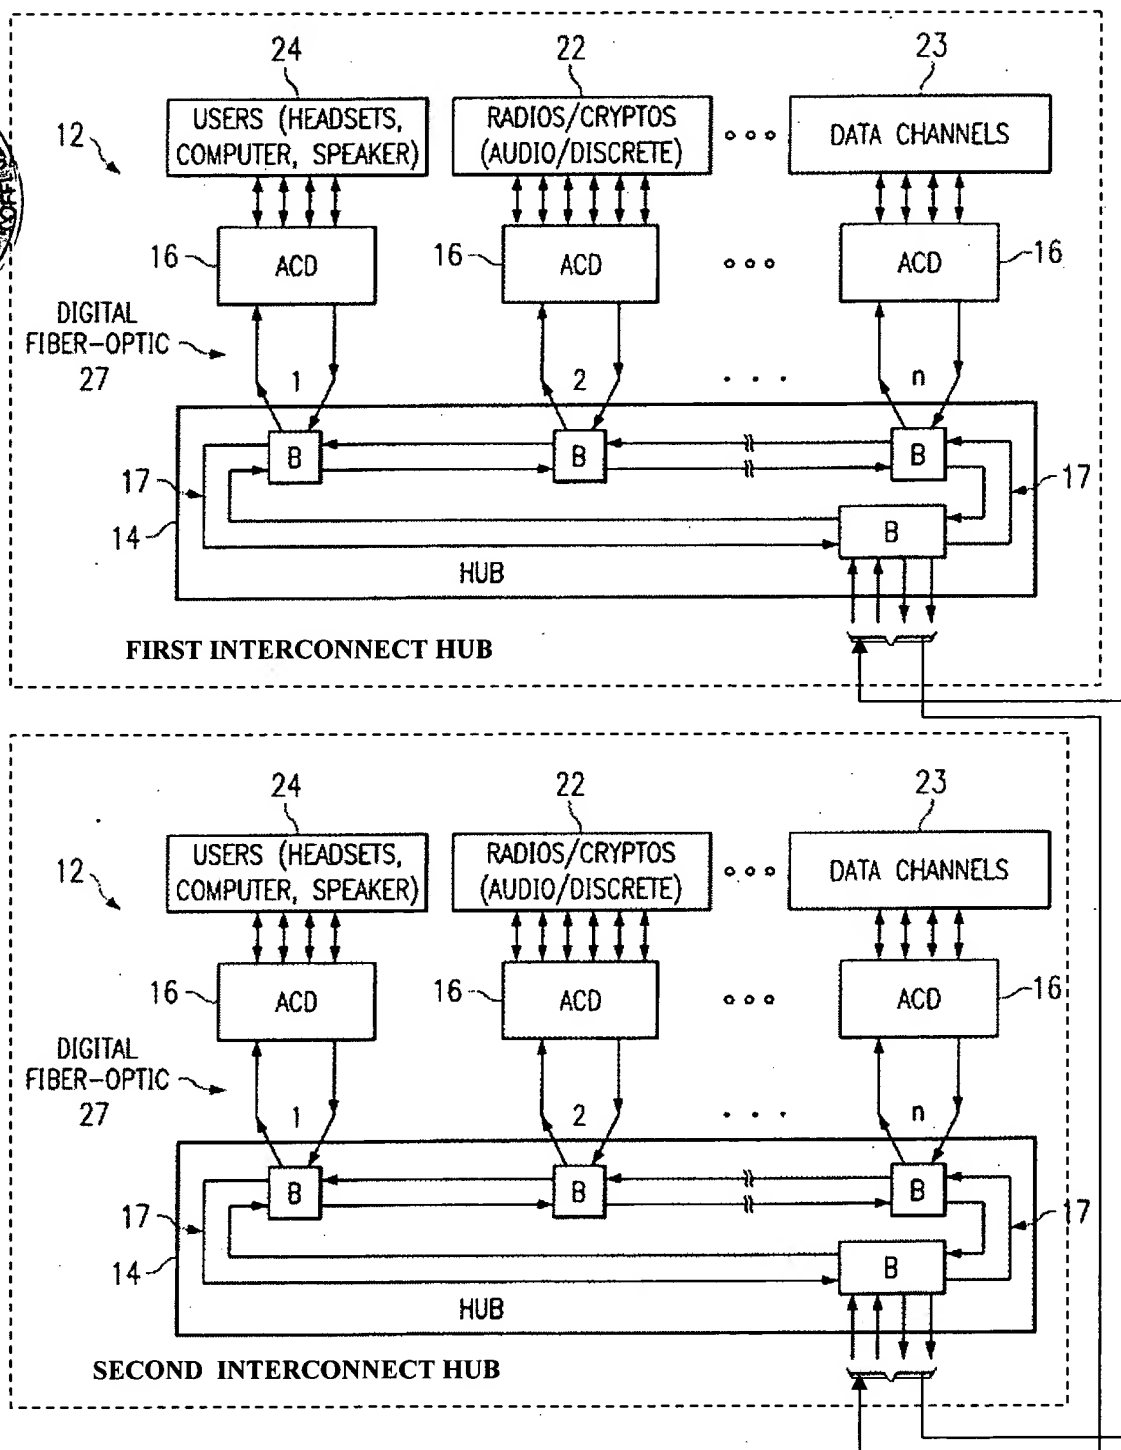 24
22
23
12
USERS (HEADSETS,
COMPUTER, SPEAKER)
RADIOS/CRYPTOS
(AUDIO/DISCRETE)
DATA CHANNELS
16
ACD
16
ACD
ACD
16
DIGITAL
FIBER-OPTIC
27
1
2
n
B
B
B
17
17
14
B
HUB
FIRST INTERCONNECT HUB
24
22
23
12
USERS (HEADSETS,
COMPUTER, SPEAKER)
RADIOS/CRYPTOS
(AUDIO/DISCRETE)
DATA CHANNELS
16
ACD
16
ACD
ACD
16
DIGITAL
FIBER-OPTIC
27
1
2
n
B
B
B
17
17
14
B
HUB
SECOND INTERCONNECT HUB